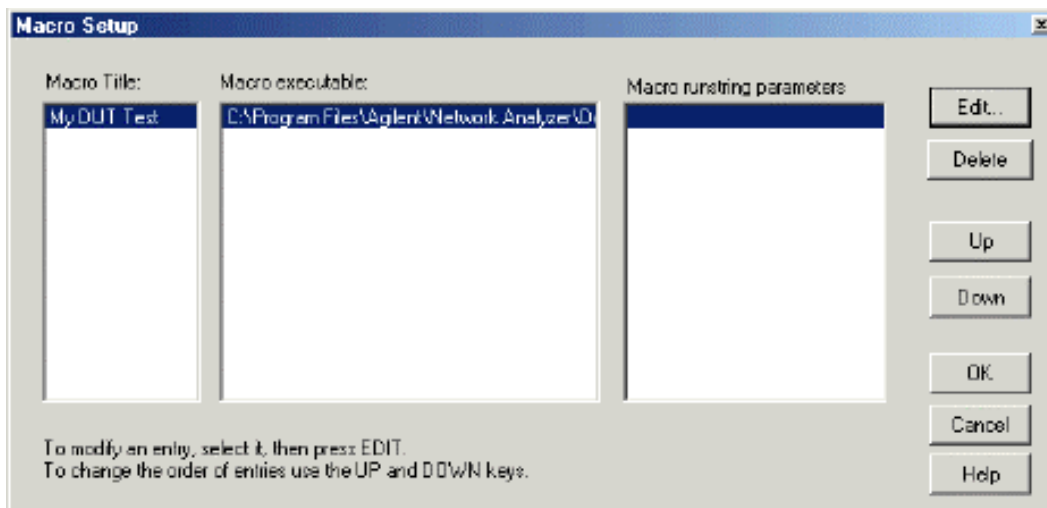 Macro Setup
Macro Title:
Macro executable:
Macro runstring parameters
My DUT Test
C:\Program Files\Agilent\Network Analyzer\D
Edit...
Delete
Up
Down
OK
Cancel
Help
To modify an entry, select it, then press EDIT.
To change the order of entries use the UP and DOWN keys.